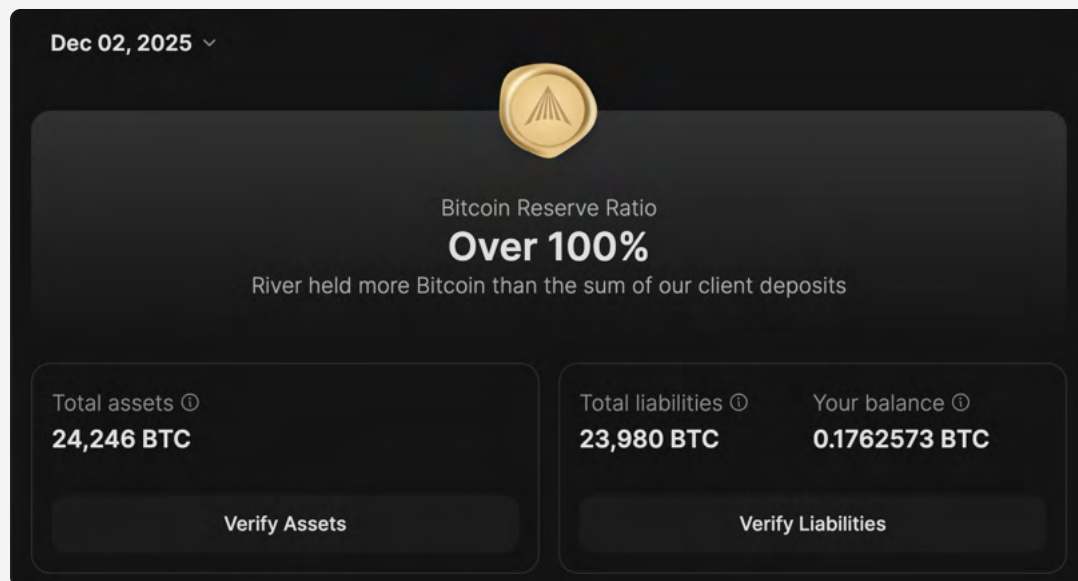 Dec 02, 2025
Bitcoin Reserve Ratio
Over 100%
River held more Bitcoin than the sum of our client deposits
Total assets
24,246 BTC
Verify Assets
Total liabilities
23,980 BTC
Your balance
0.1762573 BTC
Verify Liabilities